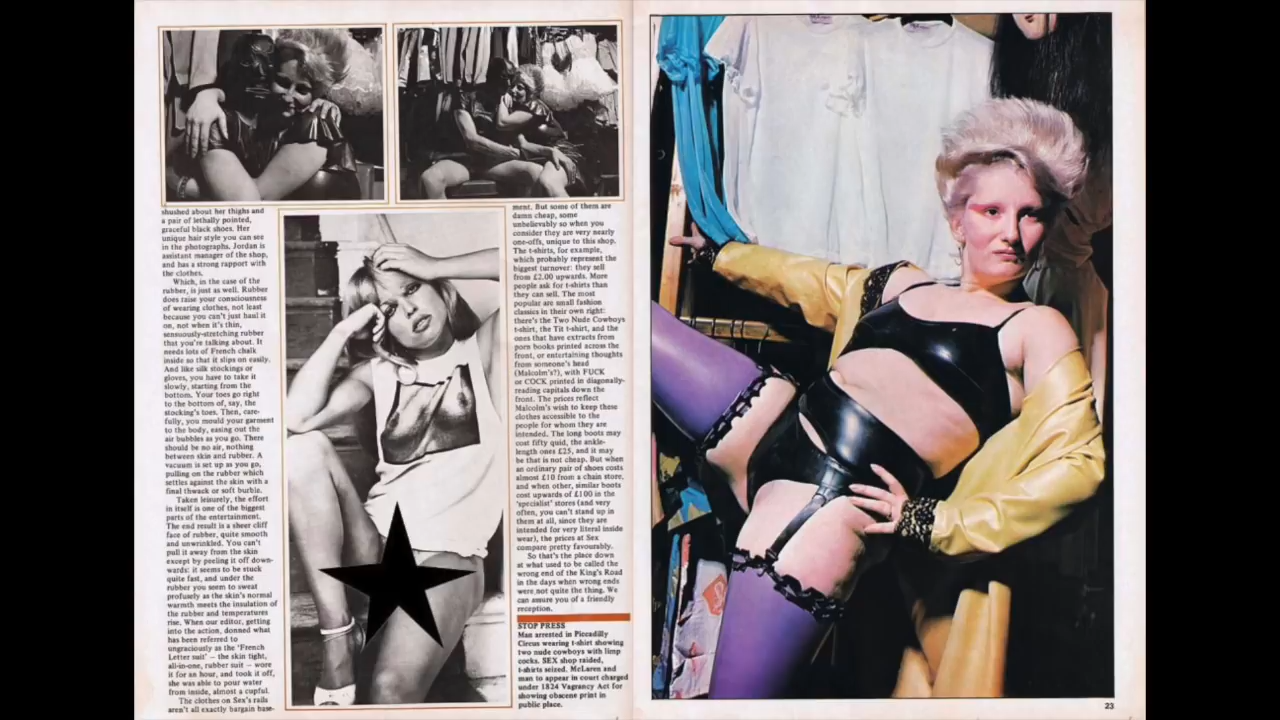 shushed about her thighs and
a pair of lethally pointed,
graceful black shoes. Her
unique hair style you can see
in the photographs. Jordan is
assistant manager of the shop,
and has a strong rapport with
the clothes.
Which, in the case of the
rubber, is just as well. Rubber
does raise your consciousness
of wearing clothes, not least
because you can't just haul it
on, not when it's thin,
sensuously-stretching rubber
that you're talking about. It
needs lots of French chalk
inside so that it slips on easily.
And like silk stockings or
gloves, you have to take it
slowly, starting from the
bottom. Your toes go right
to the bottom of, say, the
stocking's toes. Then, care-
fully, you mould your garment
to the body, easing out the
air bubbles as you go. There
should be no air, nothing
between skin and rubber. A
vacuum is set up as you go,
pulling on the rubber which
settles against the skin with a
final thwack or soft burble.
Taken leisurely, the effort
in itself is one of the biggest
parts of the entertainment.
The end result is a sheer cliff
face of rubber, quite smooth
and unwrinkled. You can't
pull it away from the skin
except by peeling it off down-
wards: it seems to be stuck
quite fast, and under the
rubber you seem to sweat
profusely as the skin's normal
warmth meets the insulation of
the rubber and temperatures
rise. When our editor, getting
into the action, donned what
has been referred to
ungraciously as the 'French
Letter suit' — the skin tight,
all-in-one, rubber suit — wore
it for an hour, and took it off,
she was able to pour water
from inside, almost a cupful.
The clothes on Sex's rails
aren't all exactly bargain base-
ment. But some of them are
damn cheap, some
unbelievably so when you
consider they are very nearly
one-offs, unique to this shop.
The t-shirts, for example,
which probably represent the
biggest turnover: they sell
from £2.00 upwards. More
people ask for t-shirts than
they can sell. The most
popular are small fashion
classics in their own right:
there's the Two Nude Cowboys
t-shirt, the Tit t-shirt, and the
ones that have extracts from
porn books printed across the
front, or entertaining thoughts
from someone's head
(Malcolm's?), with FUCK
or COCK printed in diagonally-
reading capitals down the
front. The prices reflect
Malcolm's wish to keep these
clothes accessible to the
people for whom they are
intended. The long boots may
cost fifty quid, the ankle-
length ones £25, and it may
be that is not cheap. But when
an ordinary pair of shoes costs
almost £10 from a chain store,
and when other, similar boots
cost upwards of £100 in the
'specialist' stores (and very
often, you can't stand up in
them at all, since they are
intended for very literal inside
wear), the prices at Sex
compare pretty favourably.
So that's the place down
at what used to be called the
wrong end of the King's Road
in the days when wrong ends
were not quite the thing. We
can assure you of a friendly
reception.
STOP PRESS
Man arrested in Piccadilly
Circus wearing t-shirt showing
two nude cowboys with limp
cocks. SEX shop raided,
t-shirts seized. McLaren and
man to appear in court charged
under 1824 Vagrancy Act for
showing obscene print in
public place.
23